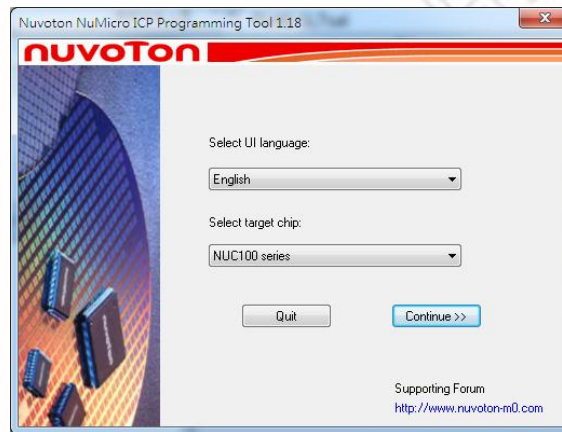 Nuvoton NuMicro ICP Programming Tool 1.18
nuvoTon
Select UI language:
English
Select target chip:
NUC100 series
Quit
Continue >>
Supporting Forum
http://www.nuvoton-m0.com